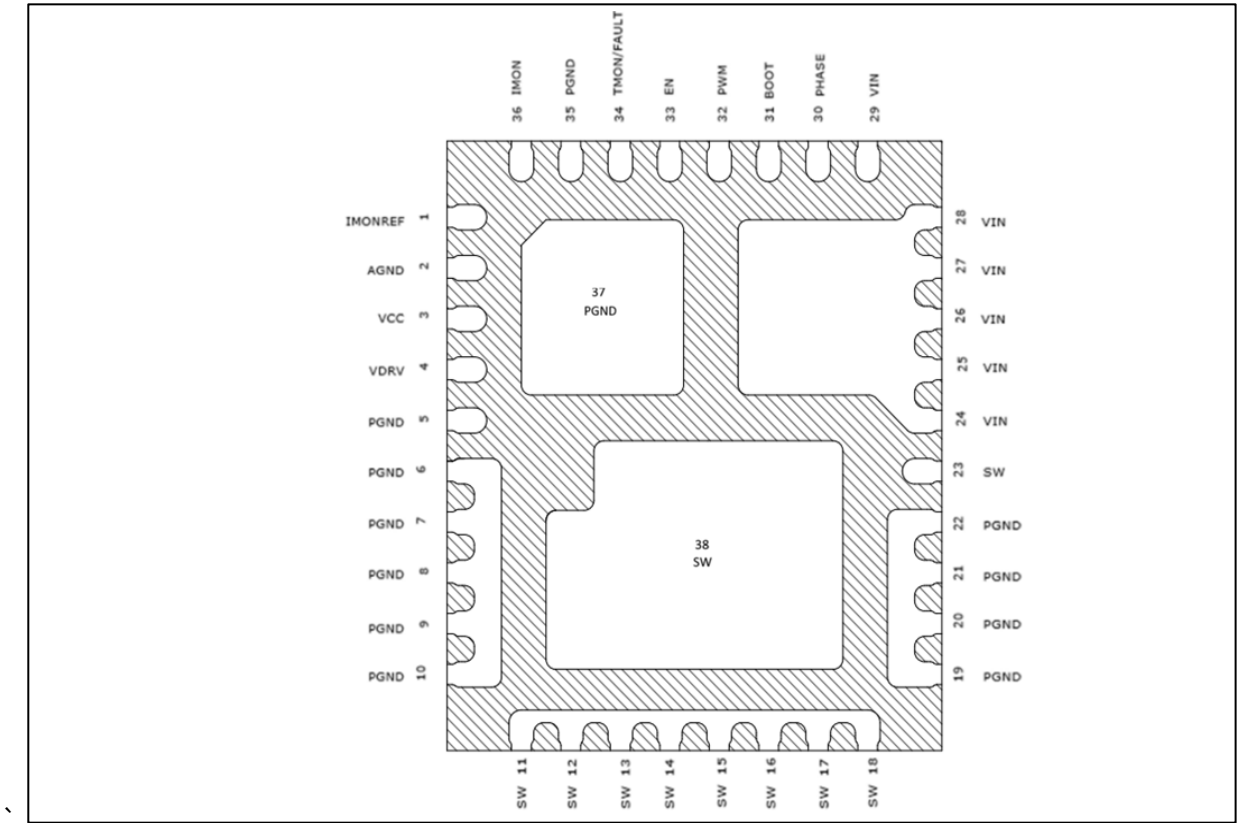 36 IMON
35 PGND
34 TMON/FAULT
33 EN
32 PWM
31 BOOT
30 PHASE
29 VIN
IMONREF 1
AGND 2
VCC 3
VDRV 4
PGND 5
PGND 6
PGND 7
PGND 8
PGND 9
PGND 10
37
PGND
38
SW
28 VIN
27 VIN
26 VIN
25 VIN
24 VIN
23 SW
22 PGND
21 PGND
20 PGND
19 PGND
SW 11
SW 12
SW 13
SW 14
SW 15
SW 16
SW 17
SW 18
、